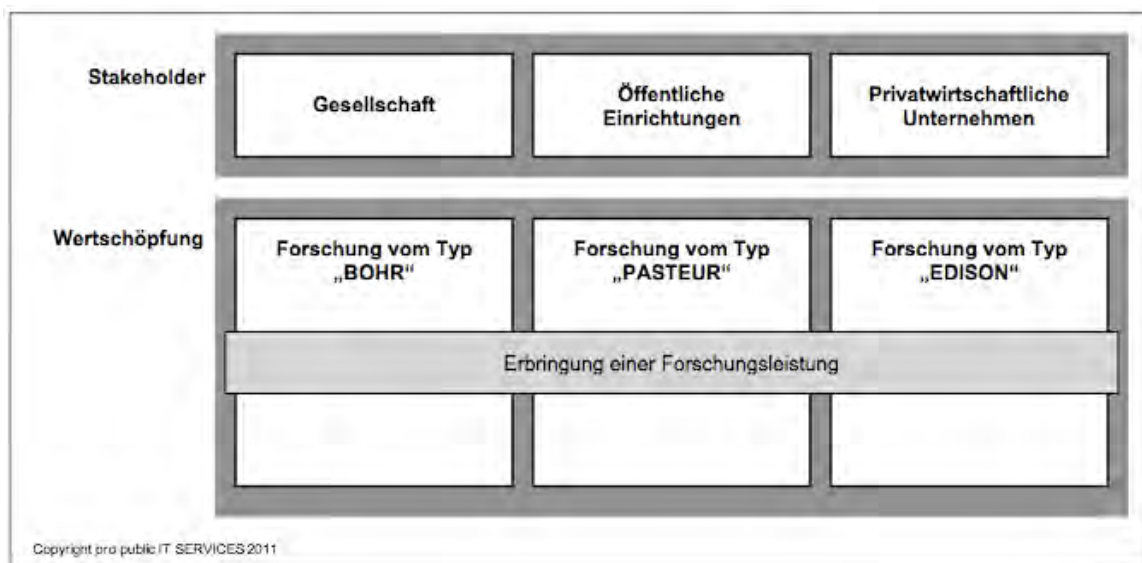 Stakeholder
Gesellschaft
Öffentliche
Einrichtungen
Privatwirtschaftliche
Unternehmen
Wertschöpfung
Forschung vom Typ
„BOHR“
Forschung vom Typ
„PASTEUR“
Forschung vom Typ
„EDISON“
Erbringung einer Forschungsleistung
Copyright pro public IT SERVICES 2011